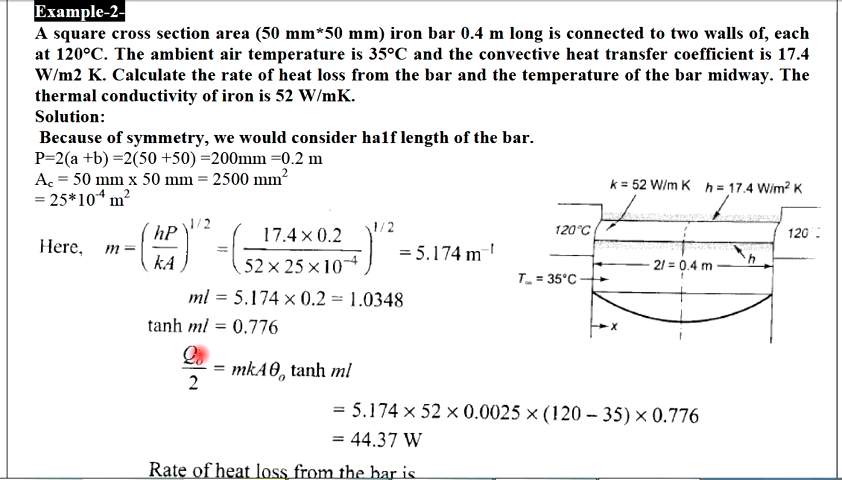 Example-2-
A square cross section area (50 mm*50 mm) iron bar 0.4 m long is connected to two walls of, each
at 120°C. The ambient air temperature is 35°C and the convective heat transfer coefficient is 17.4
W/m2 K. Calculate the rate of heat loss from the bar and the temperature of the bar midway. The
thermal conductivity of iron is 52 W/mK.
Solution:
Because of symmetry, we would consider half length of the bar.
P=2(a +b) =2(50 +50) =200mm =0.2 m
A_c = 50 mm x 50 mm = 2500 mm²
= 25*10⁻⁴ m²
k = 52 W/m K h = 17.4 W/m² K
120°C 120
Here, m = (hP / kA)^1/2 = (17.4 × 0.2 / 52 × 25 × 10⁻⁴)^1/2 = 5.174 m⁻¹
h
2l = 0.4 m
T∞ = 35°C
x
ml = 5.174 × 0.2 = 1.0348
tanh ml = 0.776
Q₀/2 = mkAθₒ tanh ml
= 5.174 × 52 × 0.0025 × (120 – 35) × 0.776
= 44.37 W
Rate of heat loss from the bar is